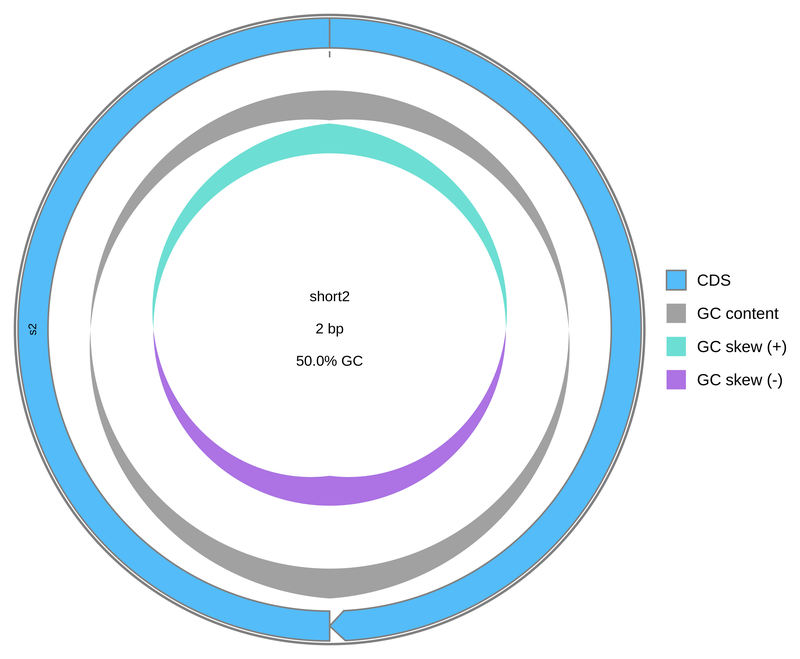 s2
short2
2 bp
50.0% GC
CDS
GC content
GC skew (+)
GC skew (-)